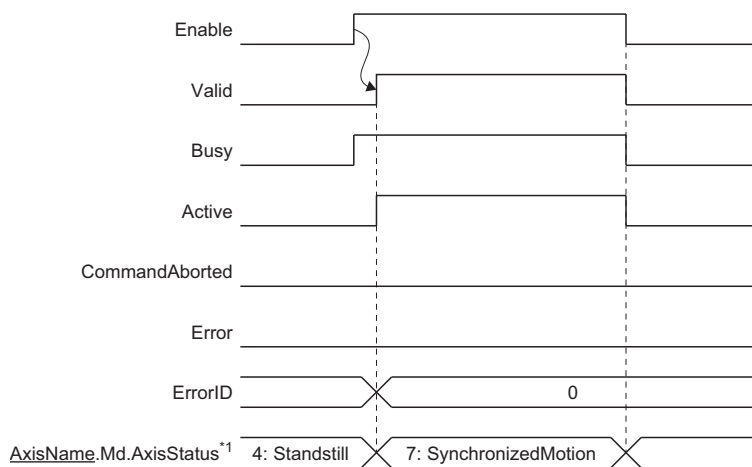 Enable
Valid
Busy
Active
CommandAborted
Error
ErrorID 0
AxisName.Md.AxisStatus*1 4: Standstill 7: SynchronizedMotion